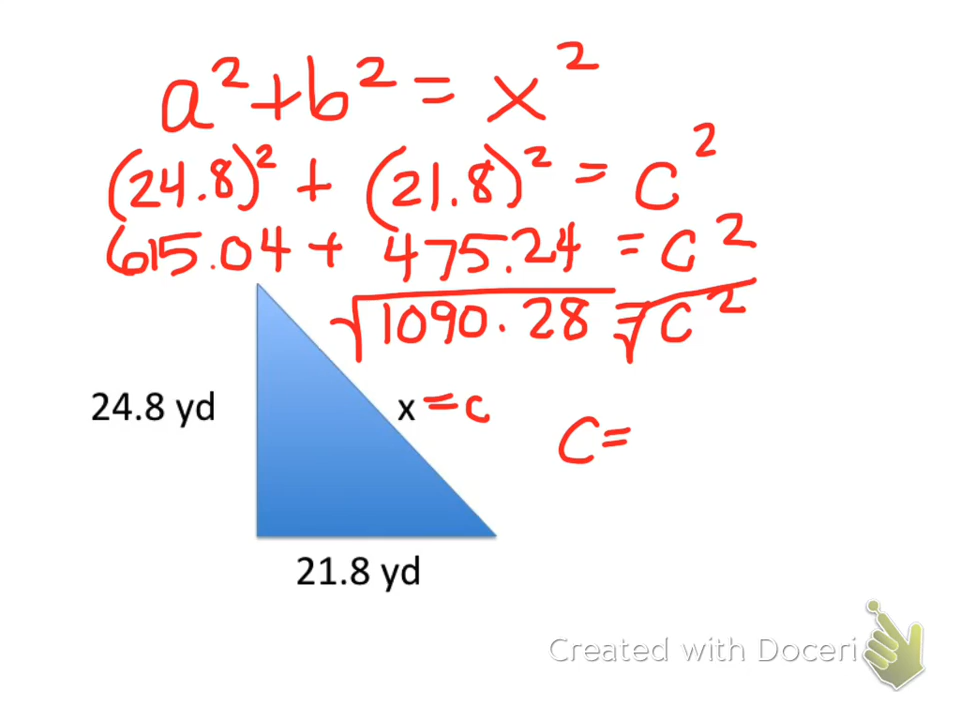 a² + b² = x²
(24.8)² + (21.8)² = c²
615.04 + 475.24 = c²
√1090.28 = √c²
24.8 yd
x = c
c =
21.8 yd
Created with Doceri